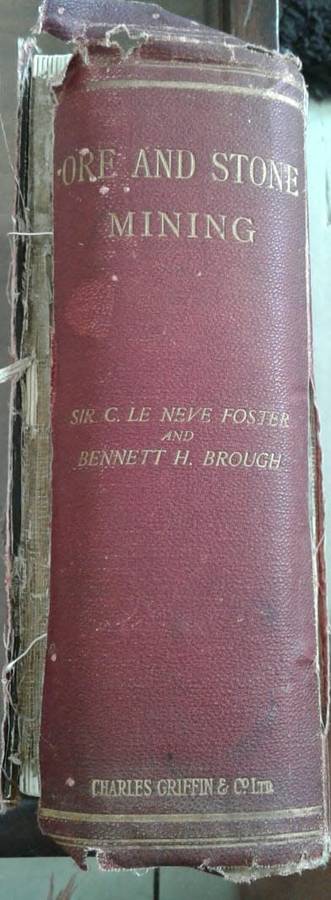 ORE AND STONE
MINING
SIR C. LE NEVE FOSTER
AND
BENNETT H. BROUGH
CHARLES GRIFFIN & Cº LTD.